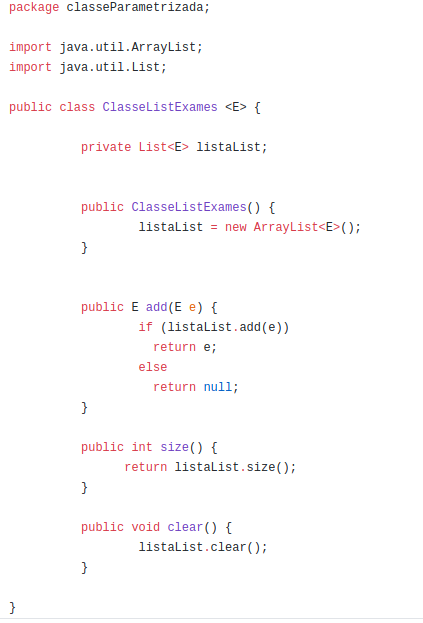 package classeParametrizada;
import java.util.ArrayList;
import java.util.List;
public class ClasseListExames <E> {
private List<E> listaList;
public ClasseListExames() {
listaList = new ArrayList<E>();
}
public E add(E e) {
if (listaList.add(e))
return e;
else
return null;
}
public int size() {
return listaList.size();
}
public void clear() {
listaList.clear();
}
}